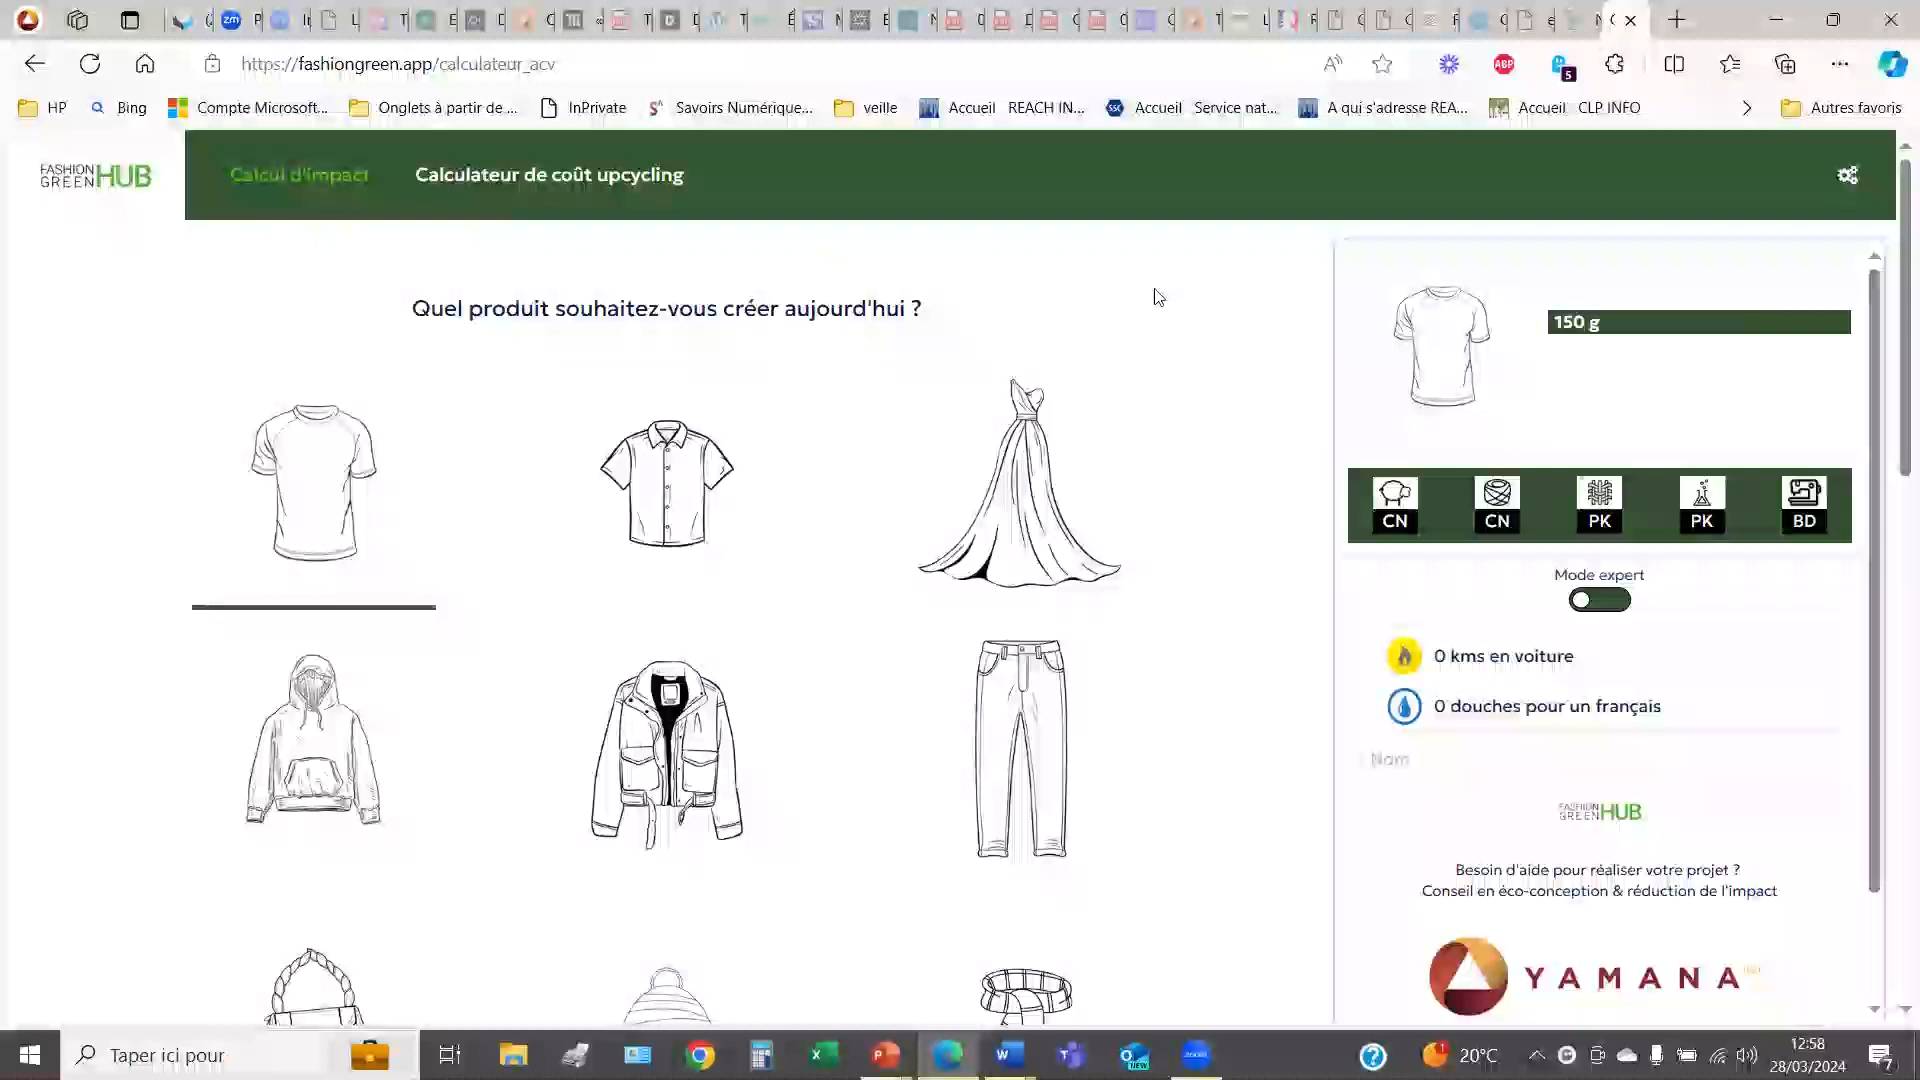 https://fashiongreen.app/calculateur_acv
ABP
5
HP
Bing
Compte Microsoft...
Onglets à partir de ...
InPrivate
Savoirs Numérique...
veille
Accueil REACH IN...
Accueil Service nat...
A qui s'adresse REA...
Accueil CLP INFO
Autres favoris
FASHION GREEN HUB
Calcul d'impact
Calculateur de coût upcycling
Quel produit souhaitez-vous créer aujourd'hui ?
150 g
CN
CN
PK
PK
BD
Mode expert
0 kms en voiture
0 douches pour un français
Nom
FASHION GREEN HUB
Besoin d'aide pour réaliser votre projet ?
Conseil en éco-conception & réduction de l'impact
YAMANA
Taper ici pour
20°C
12:58
28/03/2024
7